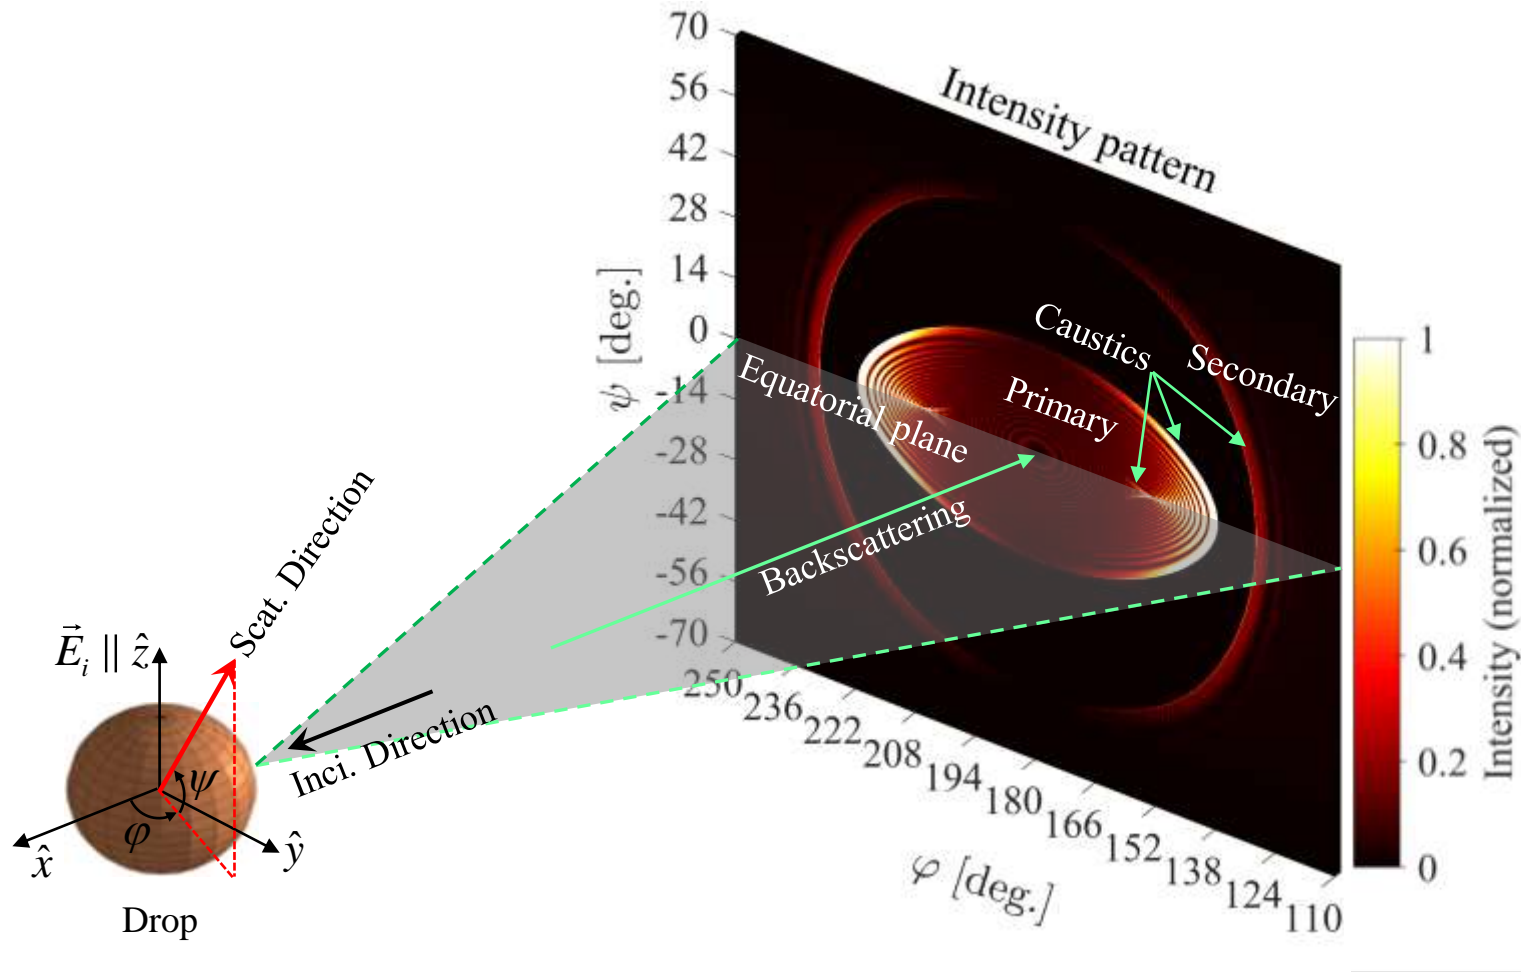 Intensity pattern
70
56
42
28
14
0
-14
-28
-42
-56
-70
ψ [deg.]
Caustics
Secondary
Primary
Equatorial plane
Backscattering
1
0.8
0.6
0.4
0.2
0
Intensity (normalized)
Scat. Direction
E⃗ᵢ ∥ ẑ
Inci. Direction
ψ
φ
x̂
ŷ
Drop
250
236
222
208
194
180
166
152
138
124
110
φ [deg.]